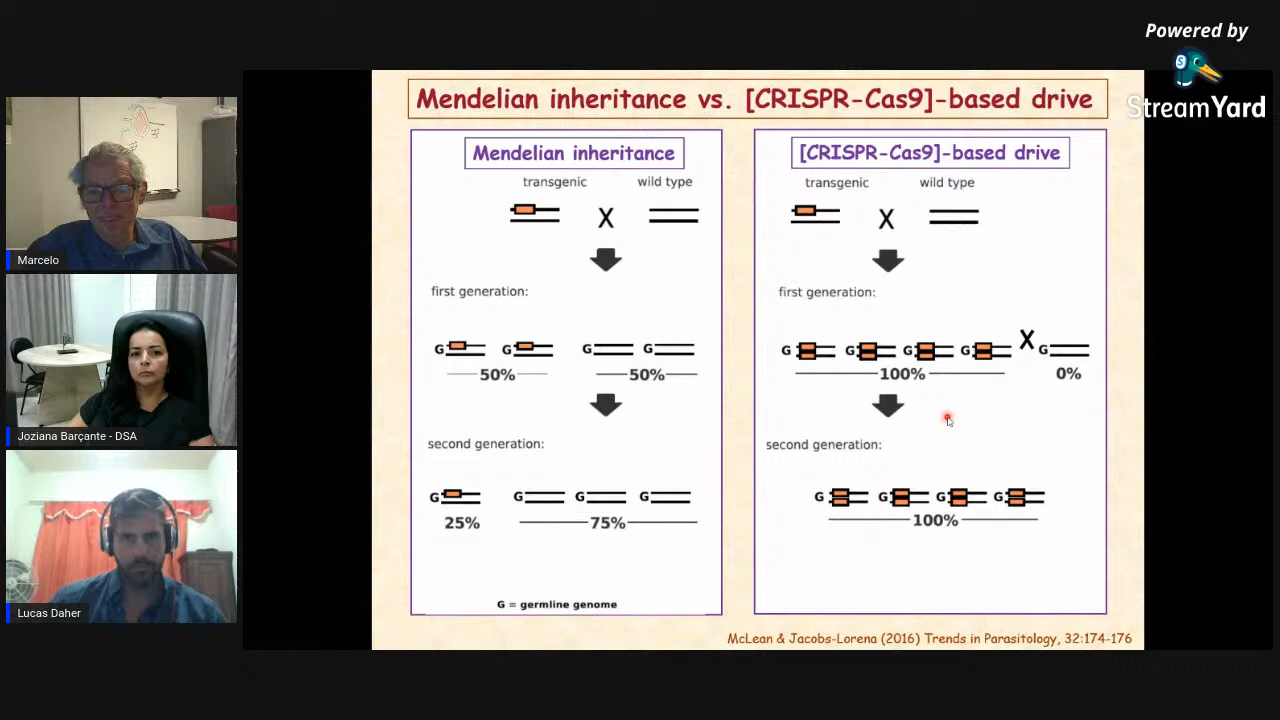 Powered by
StreamYard
Marcelo
Joziana Barçante - DSA
Lucas Daher
Mendelian inheritance vs. [CRISPR-Cas9]-based drive
Mendelian inheritance
transgenic wild type
X
first generation:
G G G G
50% 50%
second generation:
G G G G
25% 75%
G = germline genome
[CRISPR-Cas9]-based drive
transgenic wild type
X
first generation:
G G G G X G
100% 0%
second generation:
G G G G
100%
McLean & Jacobs-Lorena (2016) Trends in Parasitology, 32:174-176